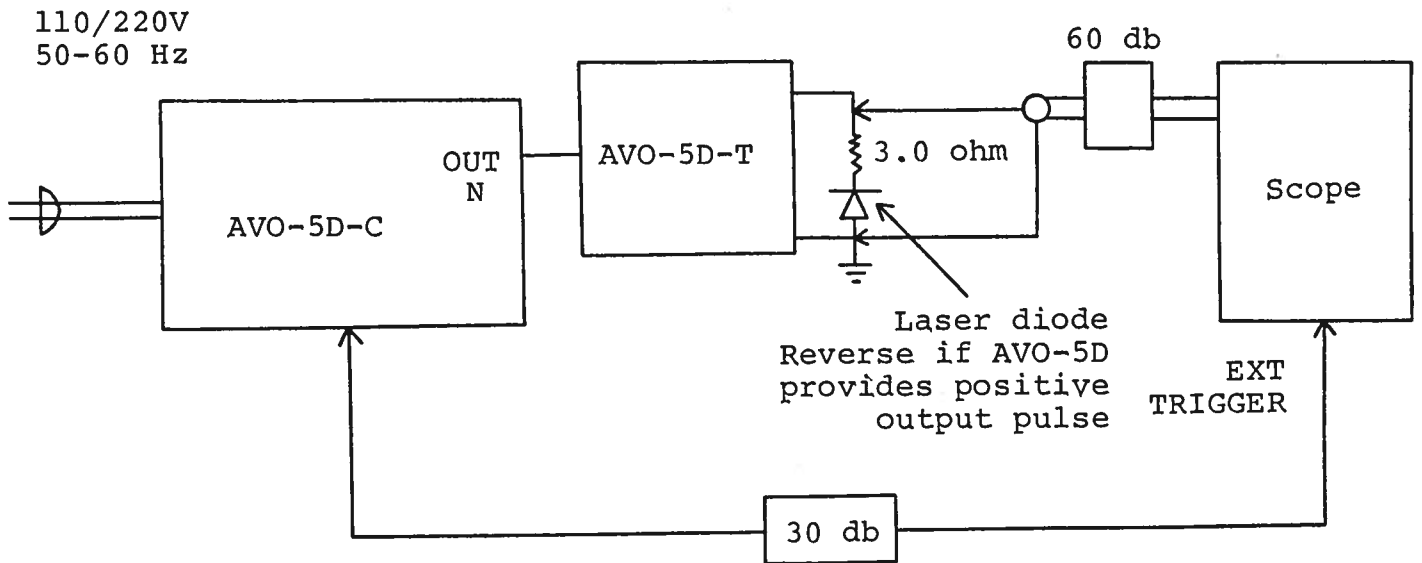 110/220V
50-60 Hz
60 db
OUT
N
AVO-5D-C
AVO-5D-T
3.0 ohm
Scope
Laser diode
Reverse if AVO-5D
provides positive
output pulse
EXT
TRIGGER
30 db